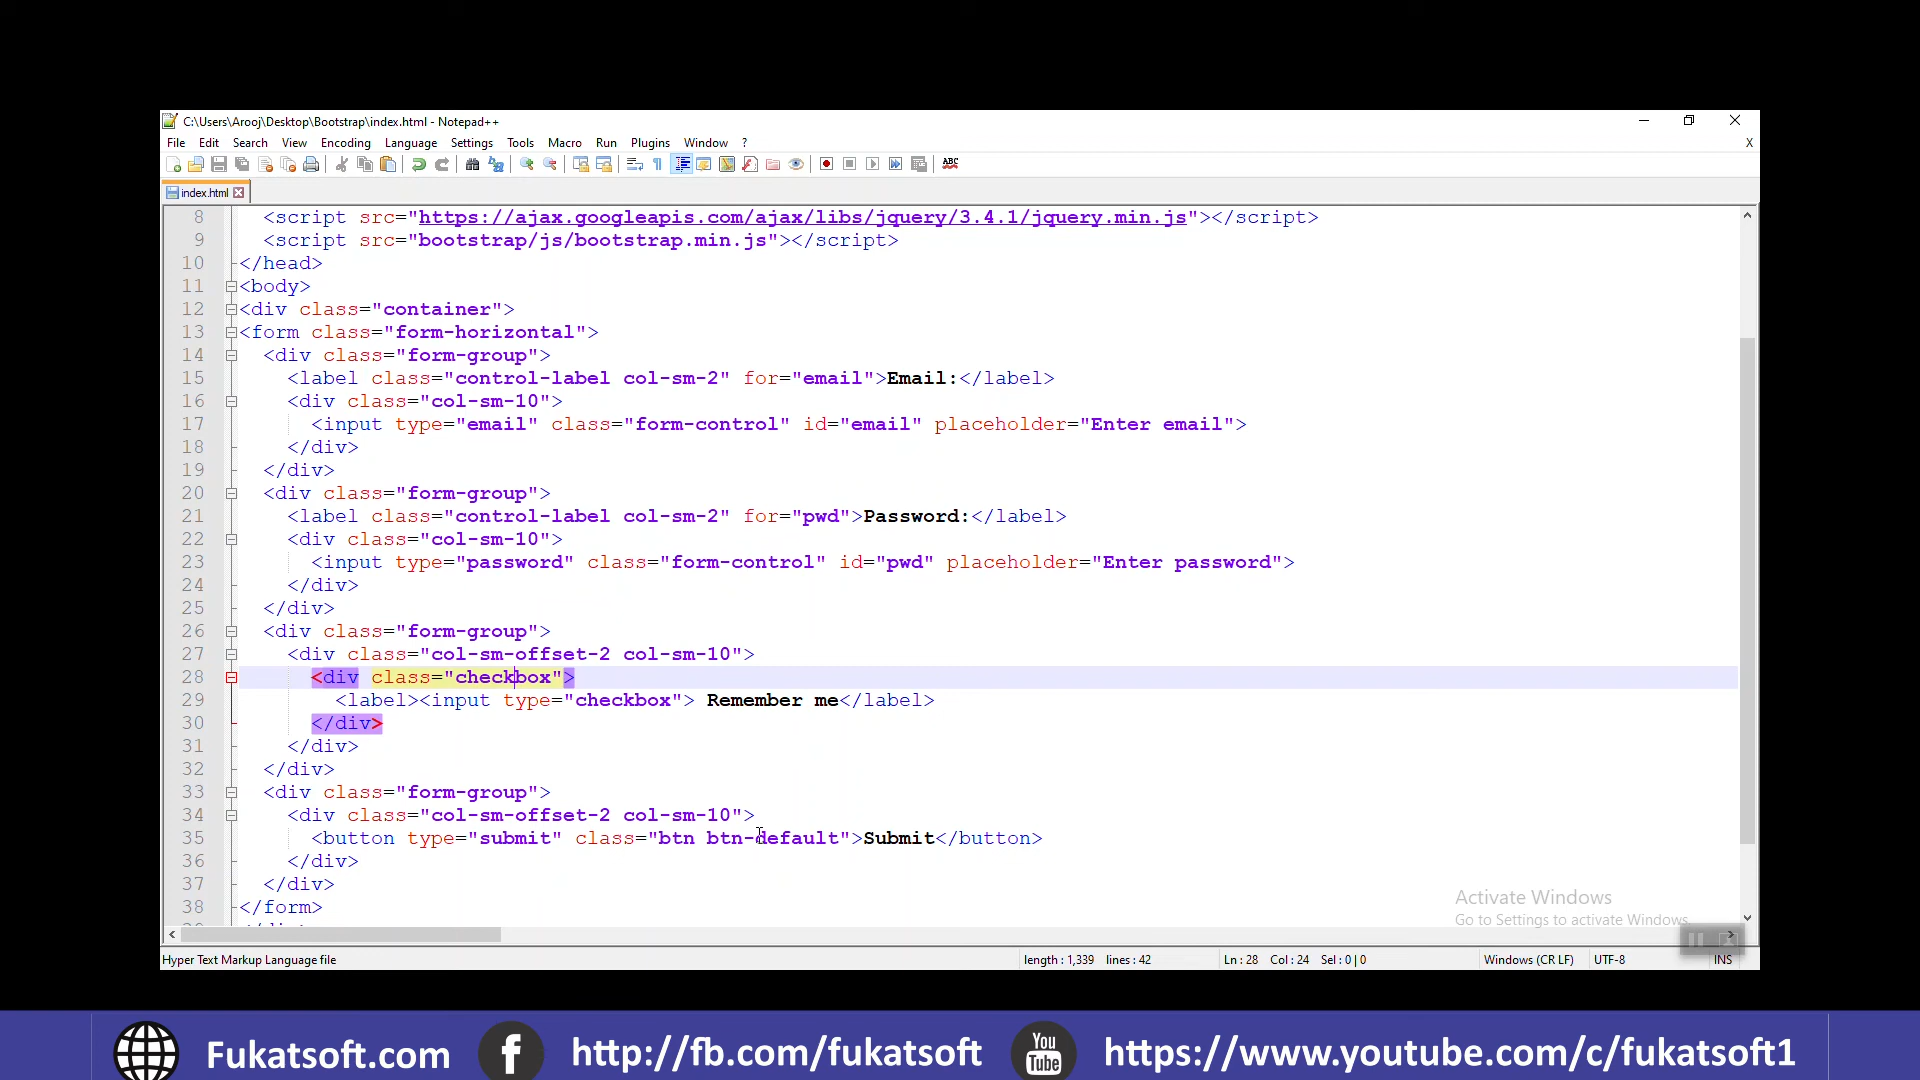 C:\Users\Arooj\Desktop\Bootstrap\index.html - Notepad++
File Edit Search View Encoding Language Settings Tools Macro Run Plugins Window ? X
ABC
index.html
8 <script src="https://ajax.googleapis.com/ajax/libs/jquery/3.4.1/jquery.min.js"></script>
9 <script src="bootstrap/js/bootstrap.min.js"></script>
10 </head>
11 <body>
12 <div class="container">
13 <form class="form-horizontal">
14 <div class="form-group">
15 <label class="control-label col-sm-2" for="email">Email:</label>
16 <div class="col-sm-10">
17 <input type="email" class="form-control" id="email" placeholder="Enter email">
18 </div>
19 </div>
20 <div class="form-group">
21 <label class="control-label col-sm-2" for="pwd">Password:</label>
22 <div class="col-sm-10">
23 <input type="password" class="form-control" id="pwd" placeholder="Enter password">
24 </div>
25 </div>
26 <div class="form-group">
27 <div class="col-sm-offset-2 col-sm-10">
28 <div class="checkbox">
29 <label><input type="checkbox"> Remember me</label>
30 </div>
31 </div>
32 </div>
33 <div class="form-group">
34 <div class="col-sm-offset-2 col-sm-10">
35 <button type="submit" class="btn btn-default">Submit</button>
36 </div>
37 </div>
38 </form>
Activate Windows
Go to Settings to activate Windows.
Hyper Text Markup Language file length : 1,339 lines : 42 Ln : 28 Col : 24 Sel : 0 | 0 Windows (CR LF) UTF-8 INS
Fukatsoft.com f http://fb.com/fukatsoft You Tube https://www.youtube.com/c/fukatsoft1